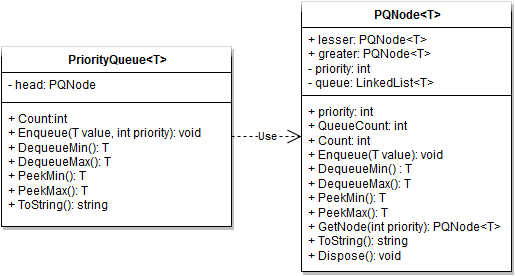 PriorityQueue<T>
- head: PQNode
+ Count:int
+ Enqueue(T value, int priority): void
+ DequeueMin(): T
+ DequeueMax(): T
+ PeekMin(): T
+ PeekMax(): T
+ ToString(): string
Use
PQNode<T>
+ lesser: PQNode<T>
+ greater: PQNode<T>
- priority: int
- queue: LinkedList<T>
+ priority: int
+ QueueCount: int
+ Count: int
+ Enqueue(T value): void
+ DequeueMin() : T
+ DequeueMax(): T
+ PeekMin(): T
+ PeekMax(): T
+ GetNode(int priority): PQNode<T>
+ ToString(): string
+ Dispose(): void